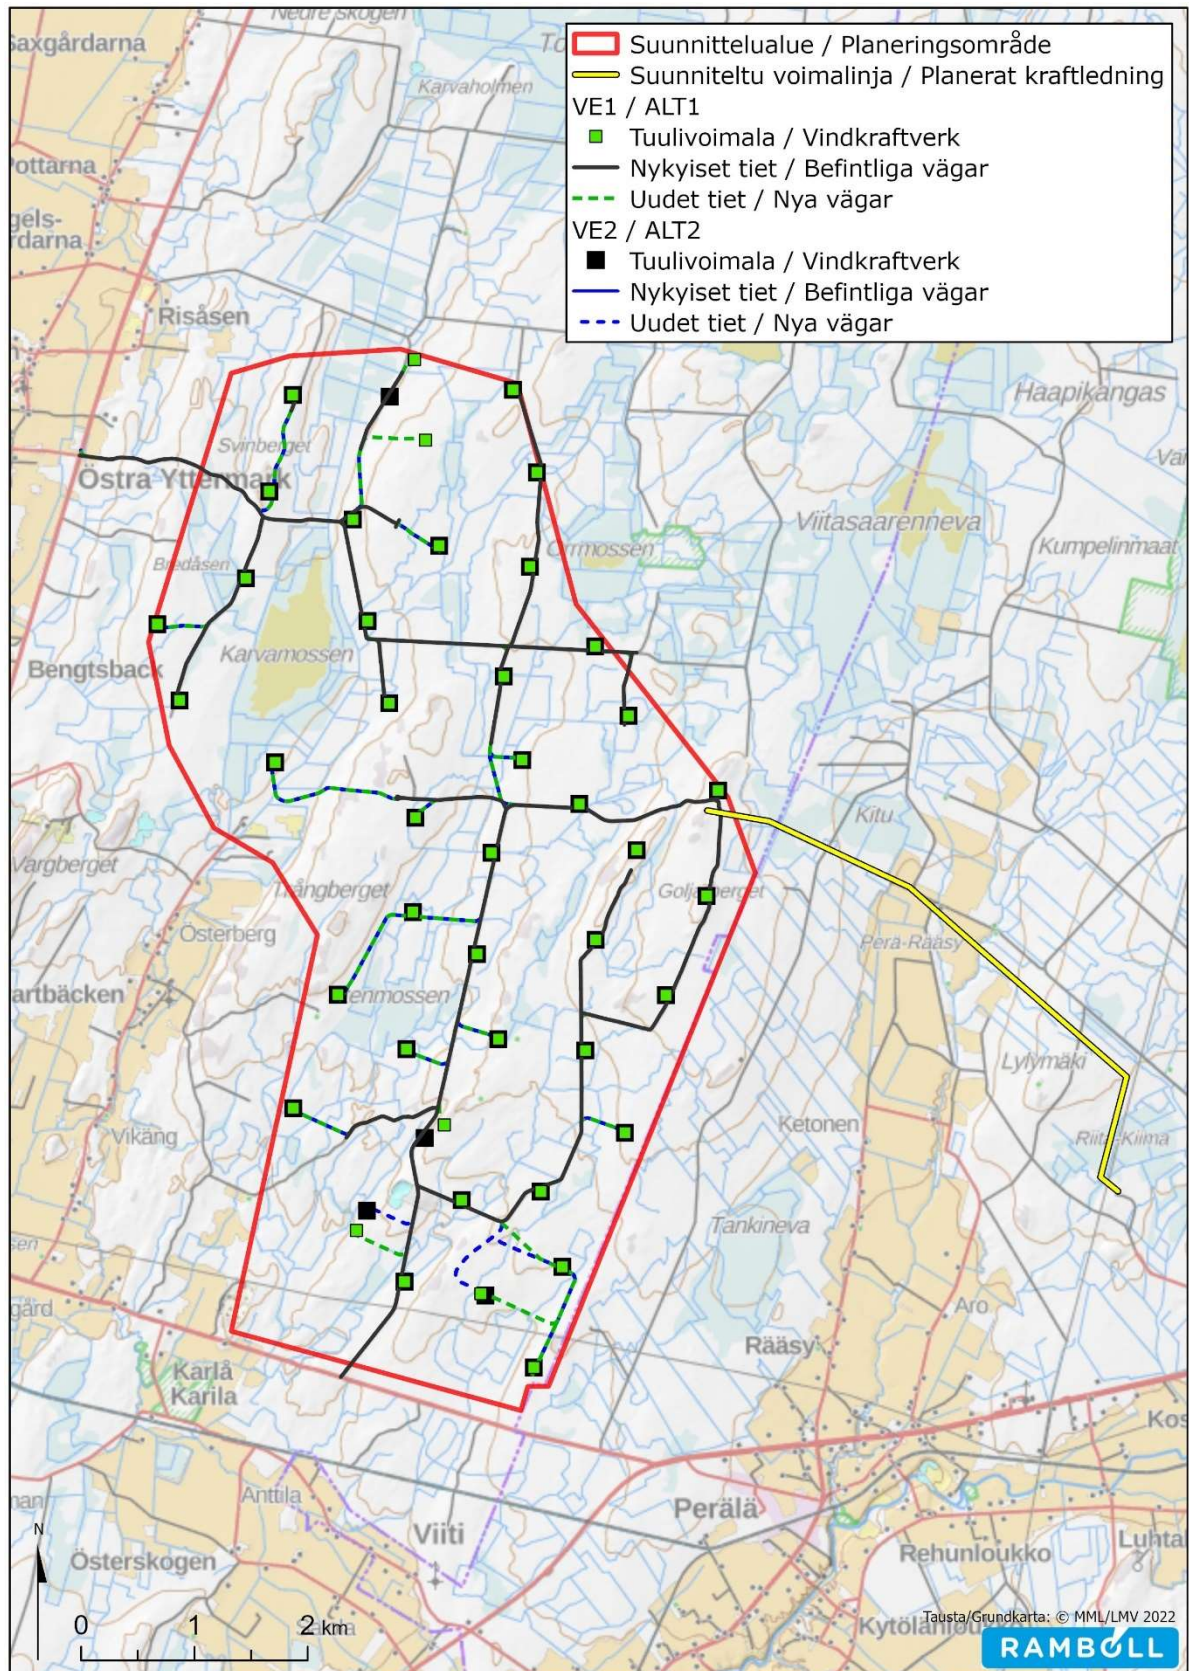 Nedre skogen
Saxgårdarna
Karvaholmen
Suunnittelualue / Planeringsområde
Suunniteltu voimalinja / Planerat kraftledning
VE1 / ALT1
Tuulivoimala / Vindkraftverk
Nykyiset tiet / Befintliga vägar
Uudet tiet / Nya vägar
VE2 / ALT2
Tuulivoimala / Vindkraftverk
Nykyiset tiet / Befintliga vägar
Uudet tiet / Nya vägar
Risåsen
Haapikangas
Svinberget
Östra Yttermark
Viitasaarenneva
Orrmossen
Kumpelinmaat
Bredåsen
Karvamossen
Bengtsback
Kitu
Vargberget
Trångberget
Österberg
Perä-Rääsy
Lylymäki
Vikäng
Ketonen
Riita-Kiima
Tankineva
Aro
Rääsy
Karlå
Karila
Anttila
Viiti
Perälä
Österskogen
Rehunloukko
N
0 1 2 km
Tausta/Grundkarta: © MML/LMV 2022
RAMBOLL